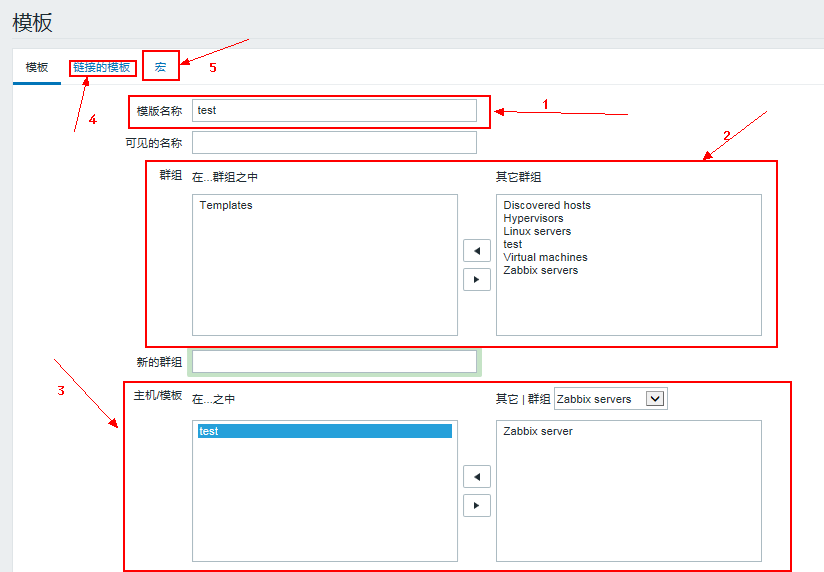 模板
模板 链接的模板 宏 5
4
模版名称 test 1
可见的名称
2
群组 在...群组之中 其它群组
Templates Discovered hosts
Hypervisors
Linux servers
test
Virtual machines
Zabbix servers
新的群组
3
主机/模板 在...之中 其它 | 群组 Zabbix servers
test Zabbix server